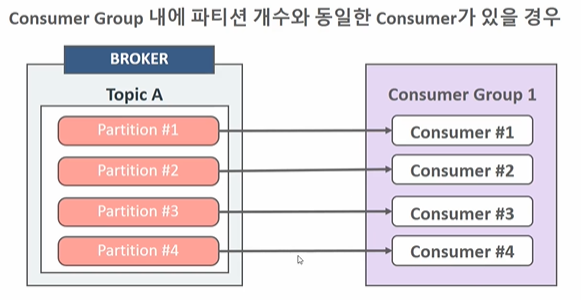 Consumer Group 내에 파티션 개수와 동일한 Consumer가 있을 경우
BROKER
Topic A
Partition #1
Partition #2
Partition #3
Partition #4
Consumer Group 1
Consumer #1
Consumer #2
Consumer #3
Consumer #4